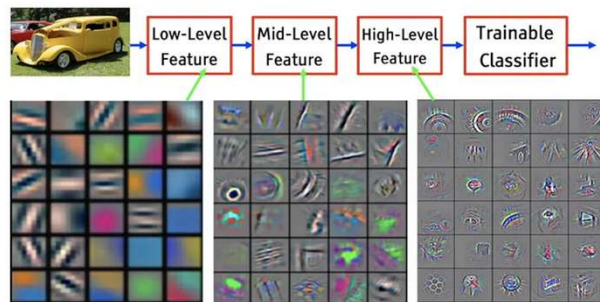 Low-Level
Feature
Mid-Level
Feature
High-Level
Feature
Trainable
Classifier